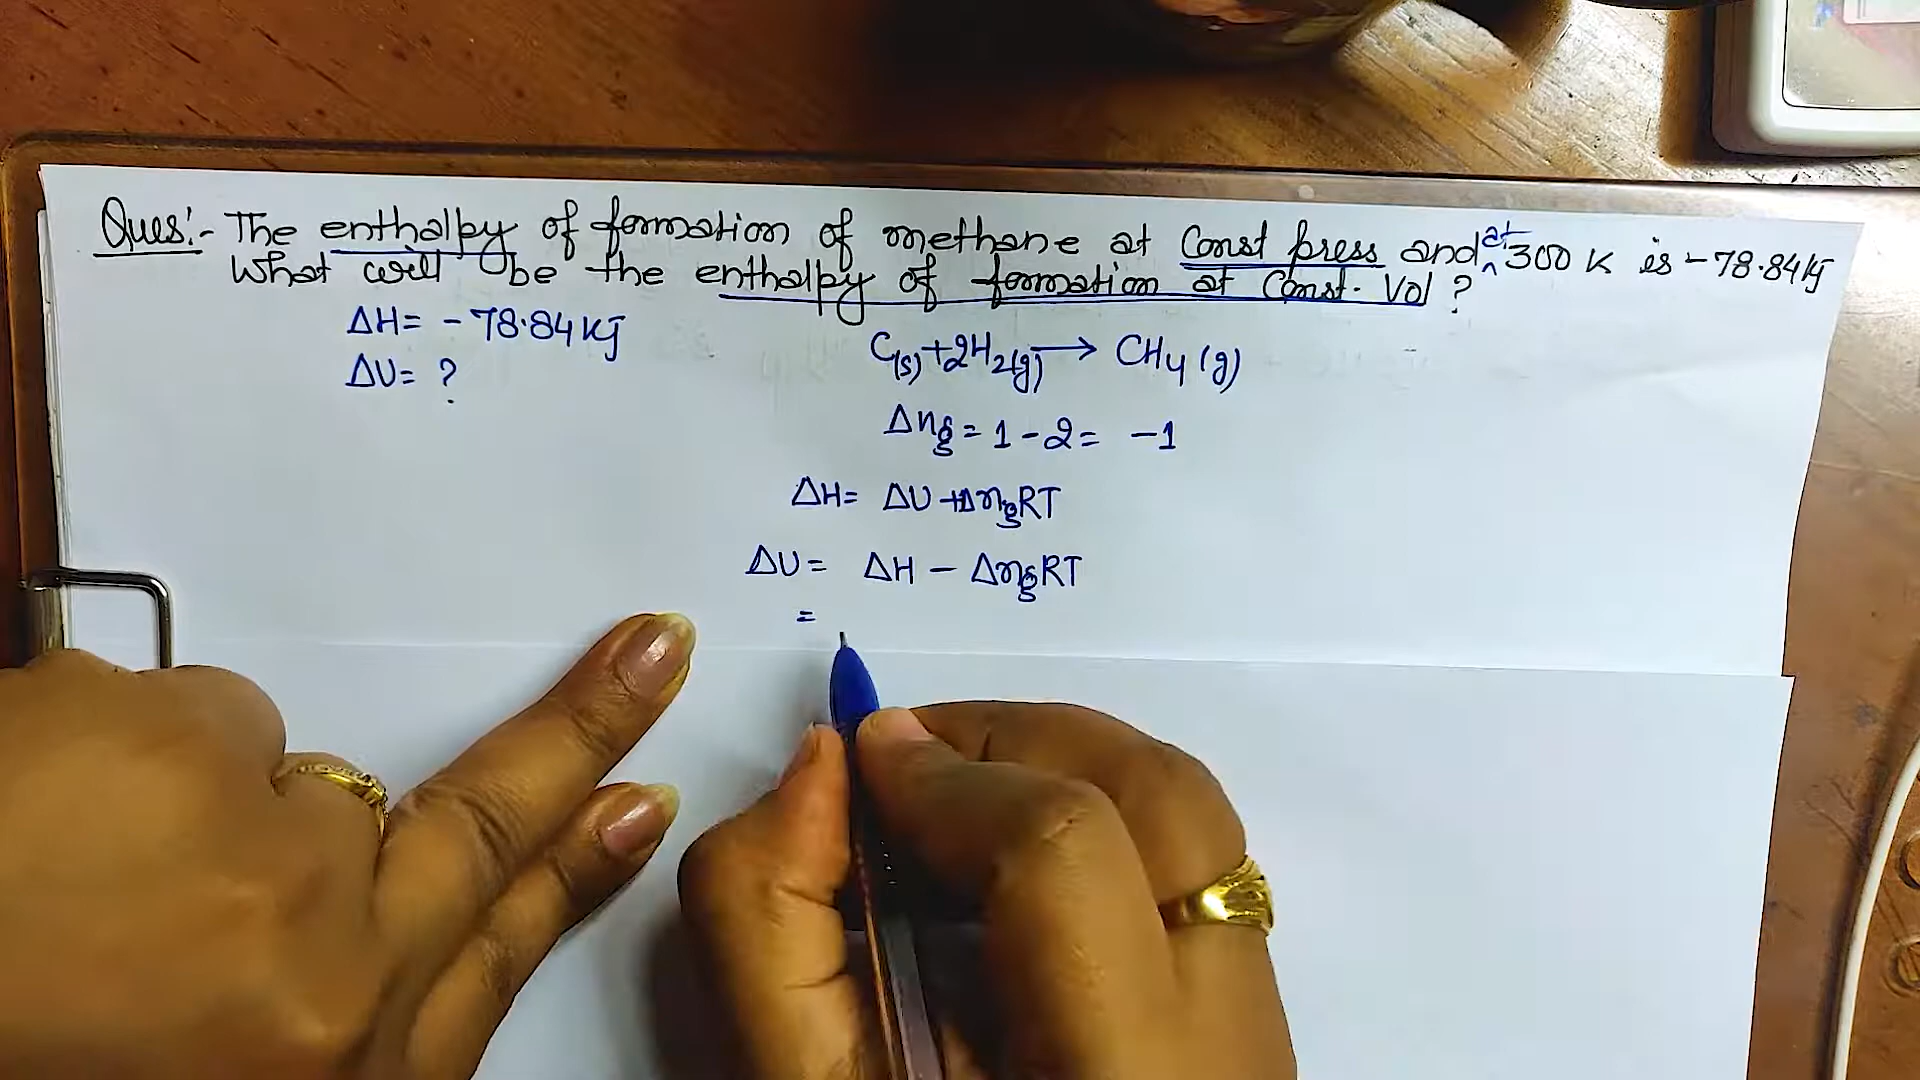 Ques:- The enthalpy of formation of methane at Const press and at 300 K is -78.84 kJ
What will be the enthalpy of formation at Const. Vol ?
ΔH = -78.84 kJ
ΔU = ?
C(s) + 2H2(g) → CH4 (g)
Δng = 1 - 2 = -1
ΔH = ΔU + ΔngRT
ΔU = ΔH - ΔngRT
=